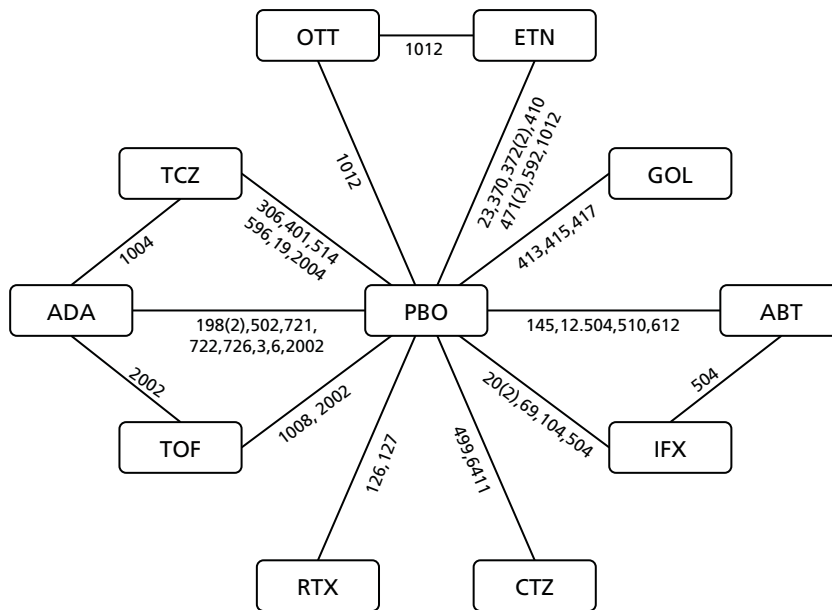 OTT
ETN
1012
1012
23,370,372(2),410
471(2),592,1012
TCZ
GOL
306,401,514
596,19,2004
413,415,417
1004
ADA
PBO
ABT
198(2),502,721,
722,726,3,6,2002
145,12.504,510,612
2002
1008, 2002
20(2),69,104,504
504
TOF
IFX
126,127
499,6411
RTX
CTZ